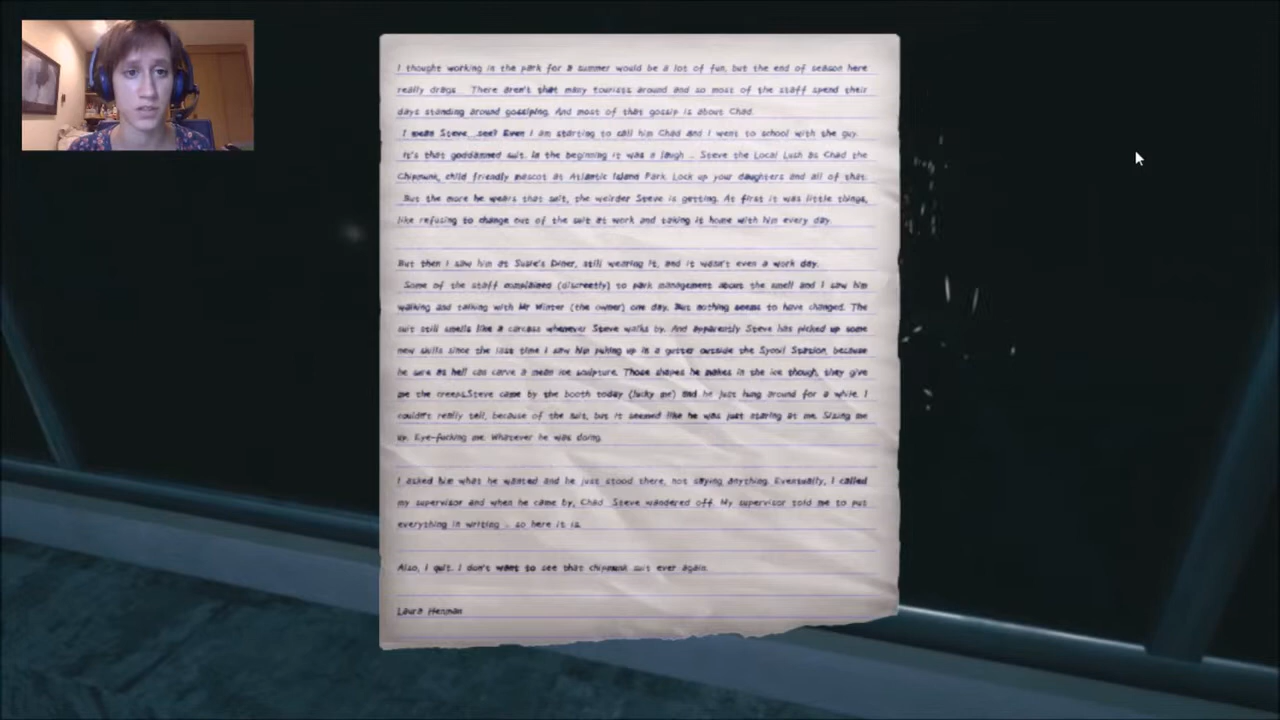 I thought working in the park for a summer would be a lot of fun, but the end of season here
really drags. There aren't that many tourists around and so most of the staff spend their
days standing around gossiping. And most of that gossip is about Chad.
I mean Steve...see? Even I am starting to call him Chad and I went to school with the guy.
It's that goddamned suit. In the beginning it was a laugh - Steve the Local Lush as Chad the
Chipmunk, child friendly mascot at Atlantic Island Park. Lock up your daughters and all of that.
But the more he wears that suit, the weirder Steve is getting. At first it was little things,
like refusing to change out of the suit at work and taking it home with him every day.
But then I saw him at Susie's Diner, still wearing it, and it wasn't even a work day.
Some of the staff complained (discreetly) to park management about the smell and I saw him
walking and talking with Mr Winter (the owner) one day. But nothing seems to have changed. The
suit still smells like a carcass whenever Steve walks by. And apparently Steve has picked up some
new skills since the last time I saw him puking up in a gutter outside the Sycoil Station, because
he sure as hell can carve a mean ice sculpture. Those shapes he makes in the ice though, they give
me the creeps.Steve came by the booth today (lucky me) and he just hung around for a while. I
couldn't really tell, because of the suit, but it seemed like he was just staring at me. Sizing me
up. Eye-fucking me. Whatever he was doing.
I asked him what he wanted and he just stood there, not saying anything. Eventually, I called
my supervisor and when he came by, Chad Steve wandered off. My supervisor told me to put
everything in writing - so here it is.
Also, I quit. I don't want to see that chipmunk suit ever again.
Laura Henman